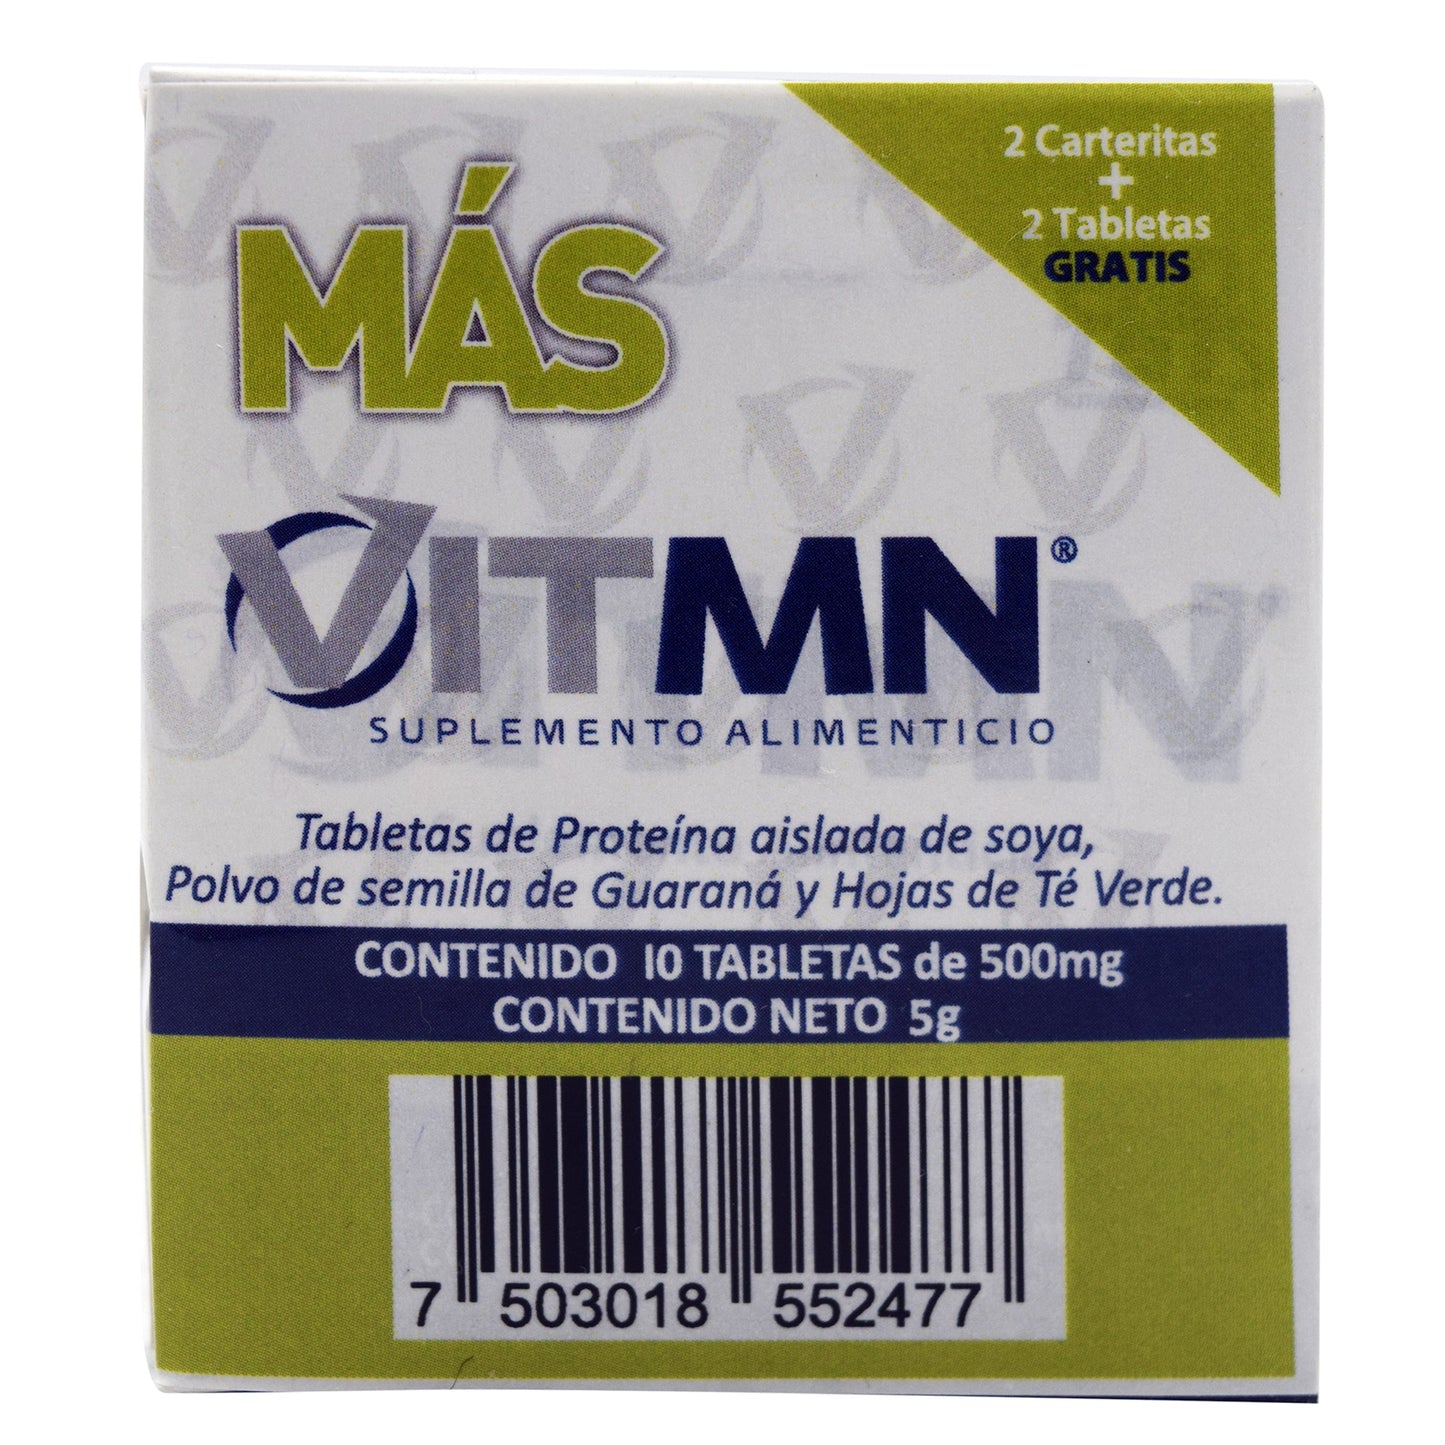 2 Carteritas
+
2 Tabletas
GRATIS
MÁS
VITMN®
SUPLEMENTO ALIMENTICIO
Tabletas de Proteína aislada de soya,
Polvo de semilla de Guaraná y Hojas de Té Verde.
CONTENIDO 10 TABLETAS de 500mg
CONTENIDO NETO 5g
7 503018 552477